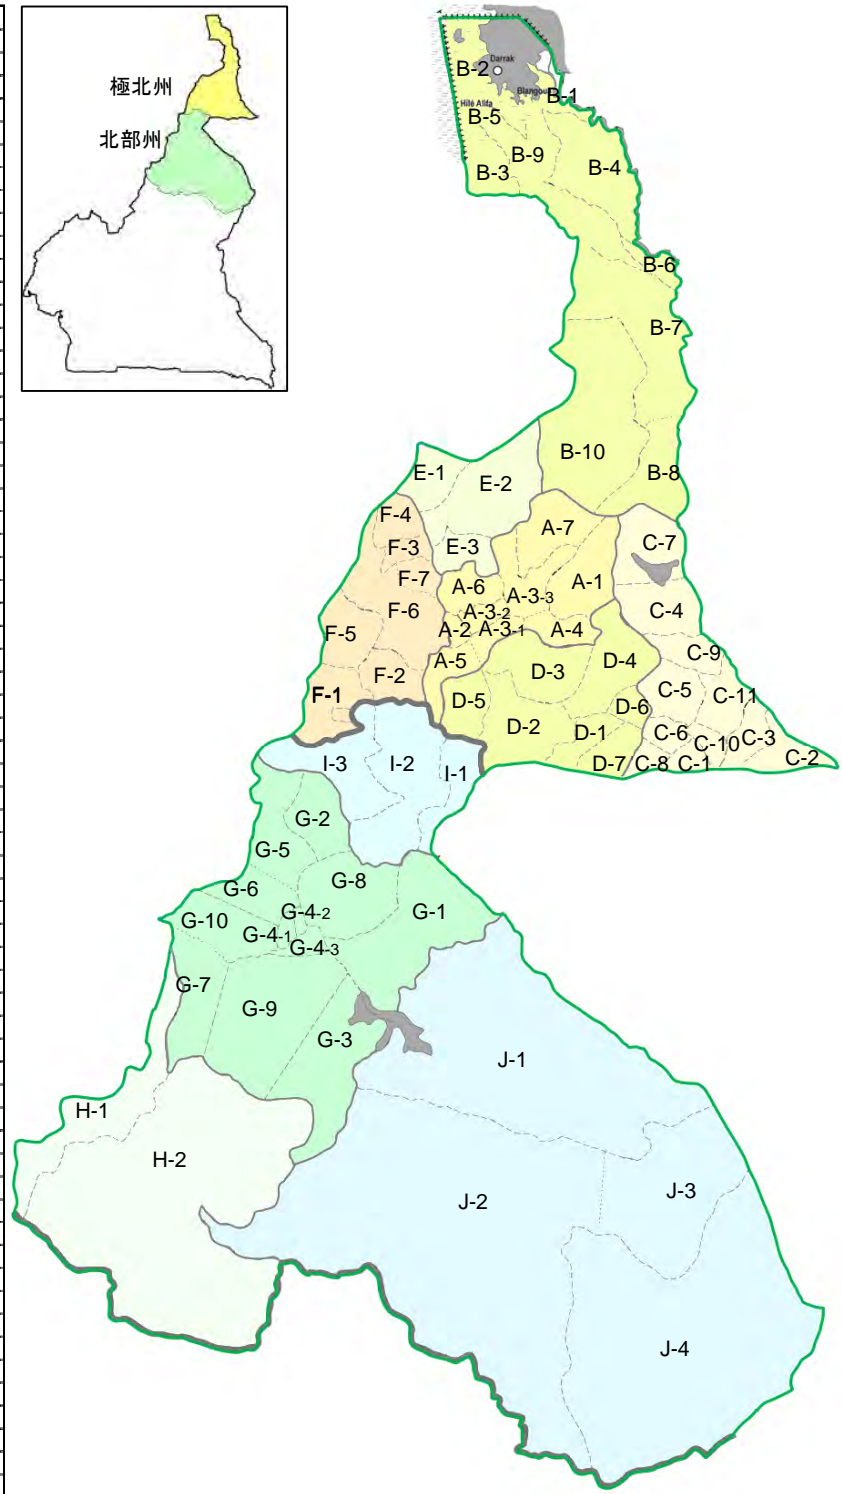 極北州
北部州
Darrak
B-2
Blangoua
B-1
Hilé Alifa
B-5
B-9
B-4
B-3
B-6
B-7
B-10
B-8
E-1
E-2
F-4
A-7
E-3
F-3
C-7
F-7
A-6
A-1
A-3-3
F-6
A-3-2
C-4
F-5
A-2
A-3-1
A-4
C-9
A-5
D-3
D-4
F-2
C-5
F-1
C-11
D-5
D-6
D-2
D-1
C-6
C-10
C-3
C-2
I-3
I-2
I-1
D-7
C-8
C-1
G-2
G-5
G-8
G-6
G-4-2
G-1
G-10
G-4-1
G-4-3
G-7
G-9
G-3
J-1
H-1
H-2
J-3
J-2
J-4